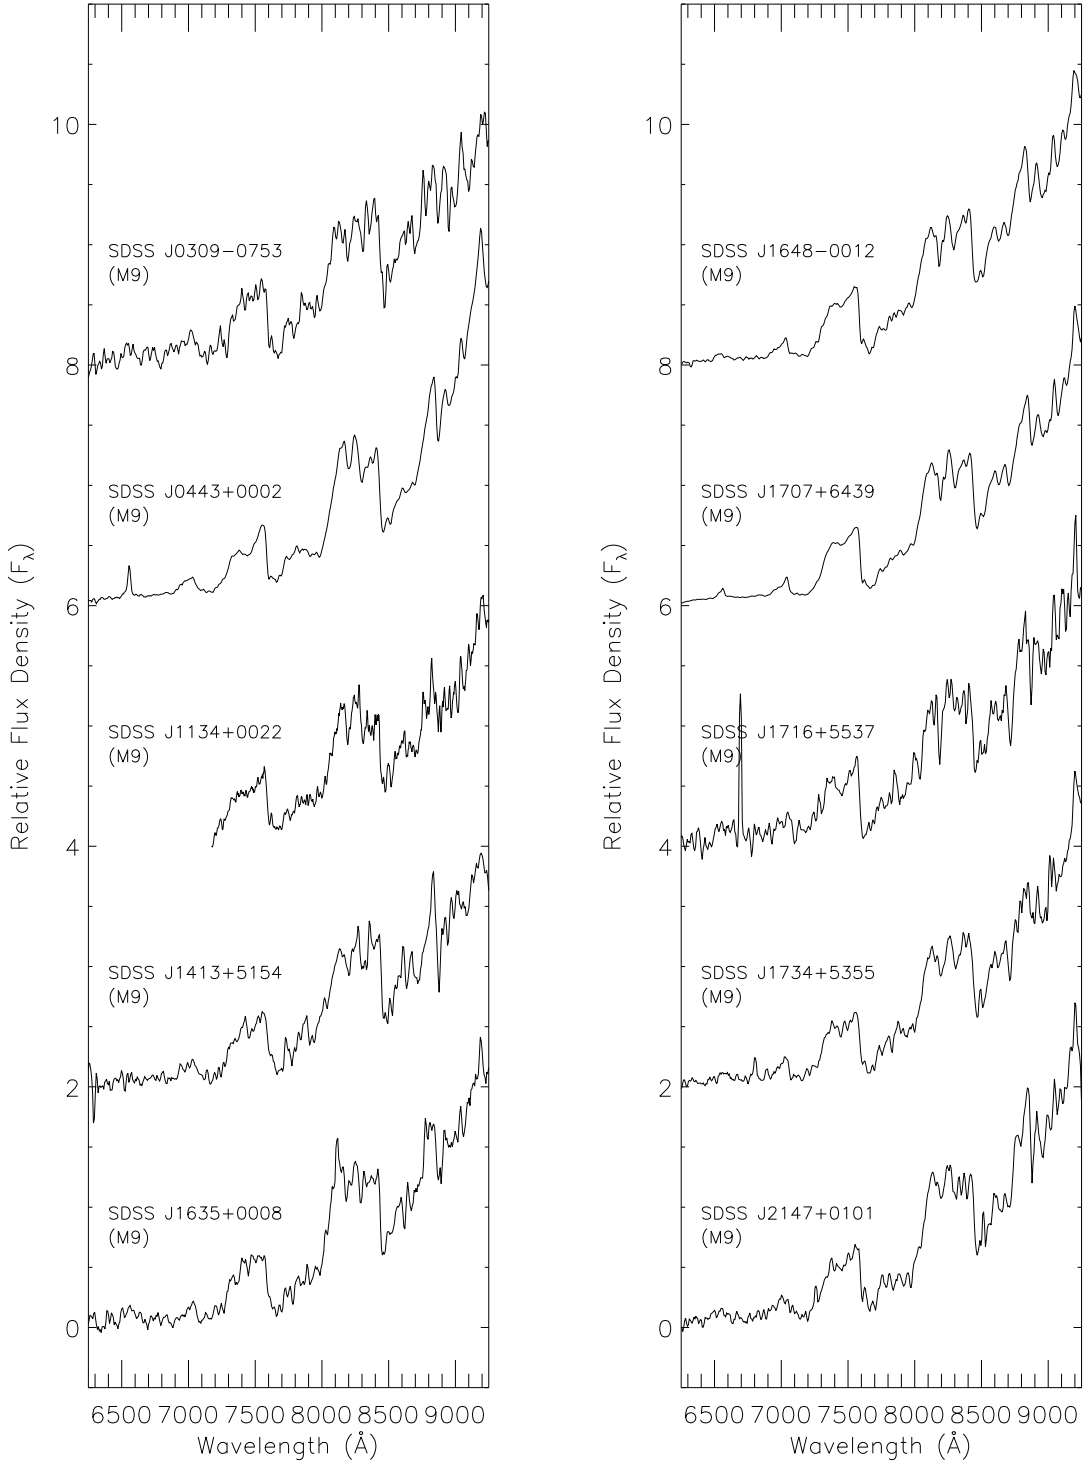 10
SDSS J0309−0753
(M9)
8
SDSS J0443+0002
(M9)
6
SDSS J1134+0022
(M9)
4
SDSS J1413+5154
(M9)
2
SDSS J1635+0008
(M9)
0
Relative Flux Density (Fλ)
6500 7000 7500 8000 8500 9000
Wavelength (Å)
10
SDSS J1648−0012
(M9)
8
SDSS J1707+6439
(M9)
6
SDSS J1716+5537
(M9)
4
SDSS J1734+5355
(M9)
2
SDSS J2147+0101
(M9)
0
Relative Flux Density (Fλ)
6500 7000 7500 8000 8500 9000
Wavelength (Å)